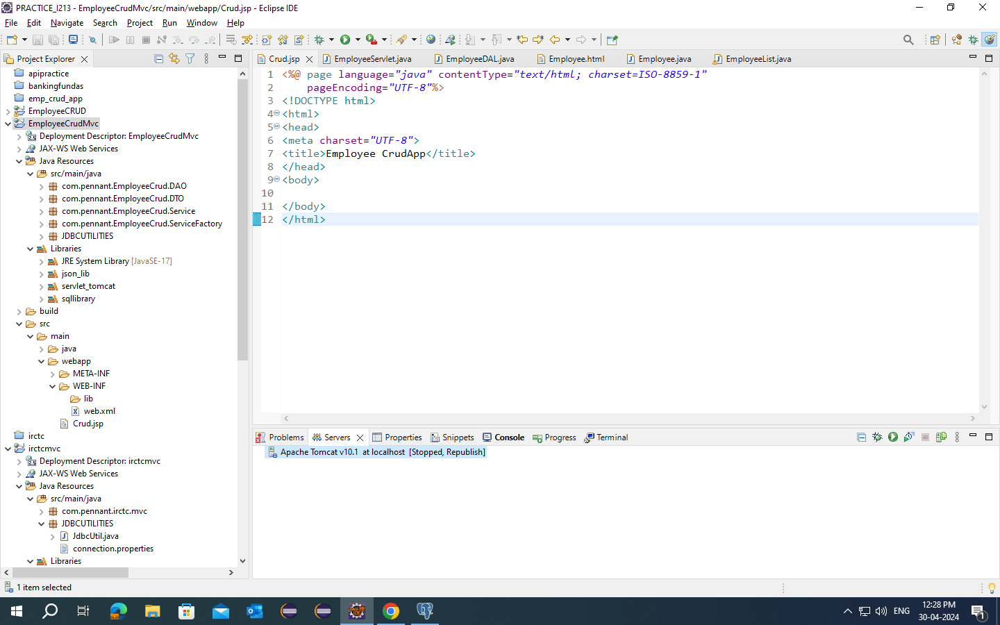 PRACTICE_I213 - EmployeeCrudMvc/src/main/webapp/Crud.jsp - Eclipse IDE
File Edit Navigate Search Project Run Window Help
Project Explorer
apipractice
bankingfundas
emp_crud_app
EmployeeCRUD
EmployeeCrudMvc
Deployment Descriptor: EmployeeCrudMvc
JAX-WS Web Services
Java Resources
src/main/java
com.pennant.EmployeeCrud.DAO
com.pennant.EmployeeCrud.DTO
com.pennant.EmployeeCrud.Service
com.pennant.EmployeeCrud.ServiceFactory
JDBCUTILITIES
Libraries
JRE System Library [JavaSE-17]
json_lib
servlet_tomcat
sqllibrary
build
src
main
java
webapp
META-INF
WEB-INF
lib
web.xml
Crud.jsp
irctc
irctcmvc
Deployment Descriptor: irctcmvc
JAX-WS Web Services
Java Resources
src/main/java
com.pennant.irctc.mvc
JDBCUTILITIES
JdbcUtil.java
connection.properties
Libraries
Crud.jsp EmployeeServlet.java EmployeeDAL.java Employee.html Employee.java EmployeeList.java
1 <%@ page language="java" contentType="text/html; charset=ISO-8859-1"
2     pageEncoding="UTF-8"%>
3 <!DOCTYPE html>
4 <html>
5 <head>
6 <meta charset="UTF-8">
7 <title>Employee CrudApp</title>
8 </head>
9 <body>
10
11 </body>
12 </html>
Problems Servers Properties Snippets Console Progress Terminal
Apache Tomcat v10.1 at localhost [Stopped, Republish]
1 item selected
ENG
12:28 PM
30-04-2024
1